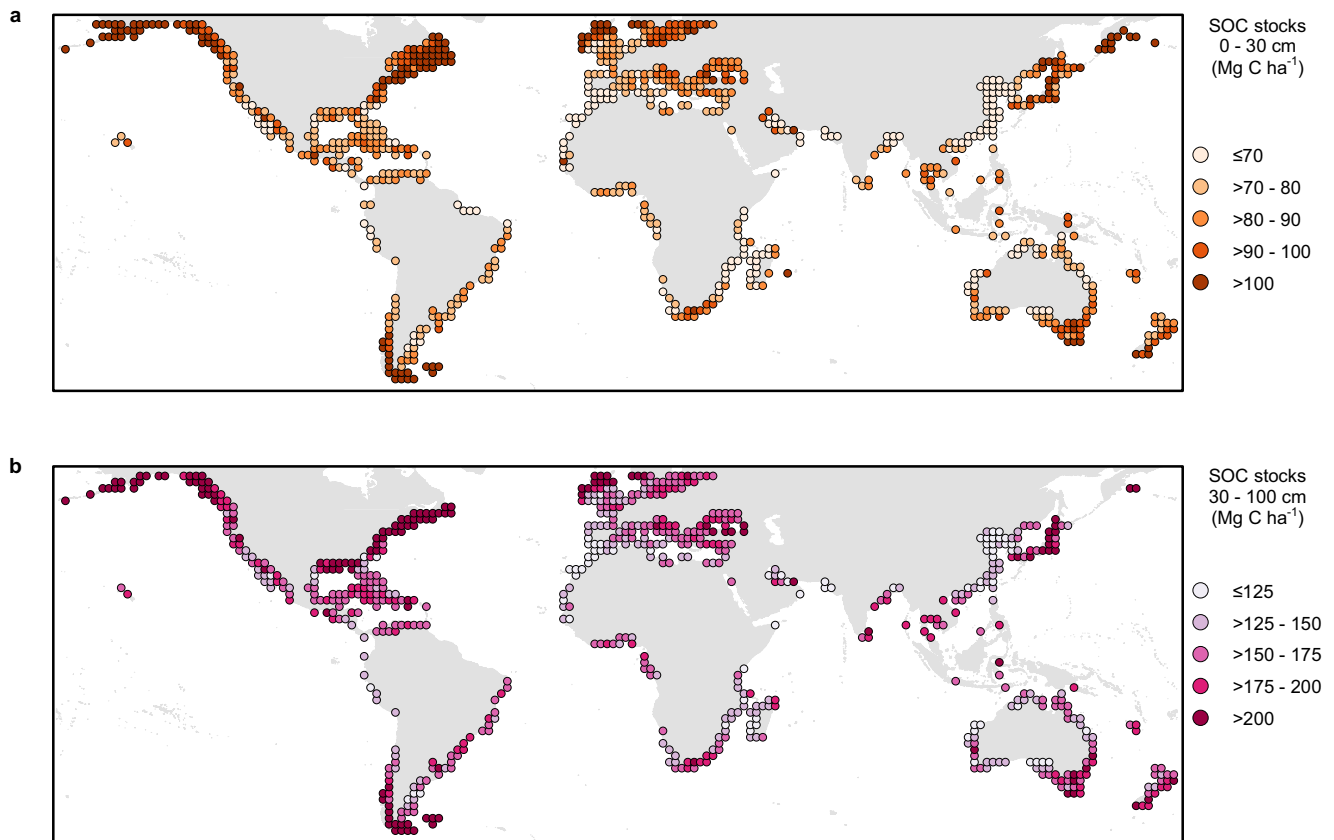 a
SOC stocks
0 - 30 cm
(Mg C ha⁻¹)
≤70
>70 - 80
>80 - 90
>90 - 100
>100
b
SOC stocks
30 - 100 cm
(Mg C ha⁻¹)
≤125
>125 - 150
>150 - 175
>175 - 200
>200